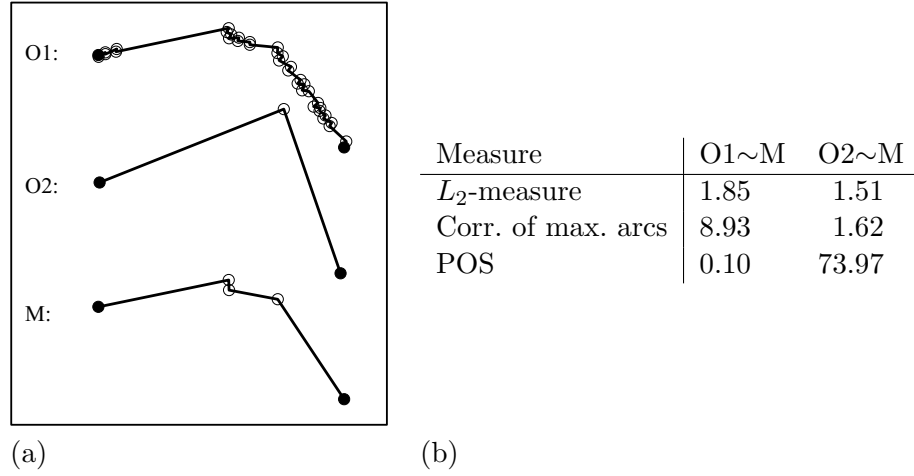 O1:
O2:
M:
(a)
Measure O1~M O2~M
L₂-measure 1.85 1.51
Corr. of max. arcs 8.93 1.62
POS 0.10 73.97
(b)